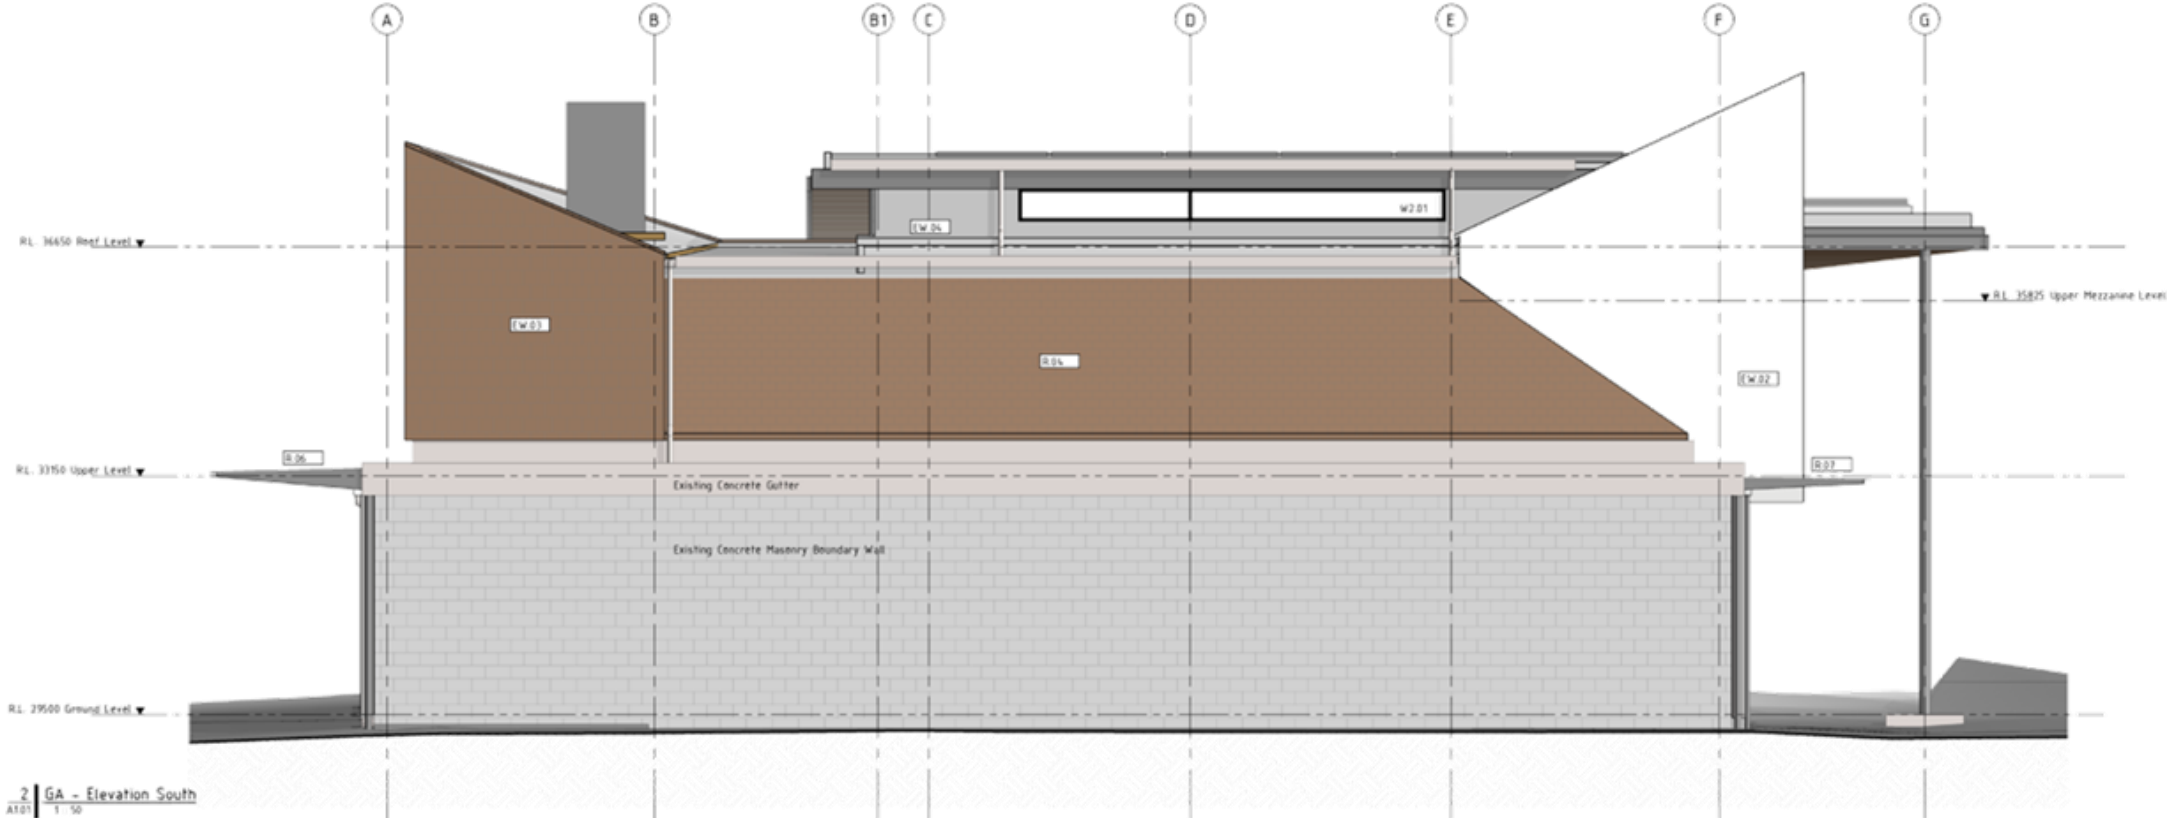 A B B1 C D E F G
W2.01
EW.04
R.L. 36650 Roof Level
R.L. 35825 Upper Mezzanine Level
EW.03
R.04
EW.02
R.06
R.07
R.L. 33150 Upper Level
Existing Concrete Gutter
Existing Concrete Masonry Boundary Wall
R.L. 29500 Ground Level
2 GA - Elevation South
A101 1 : 50